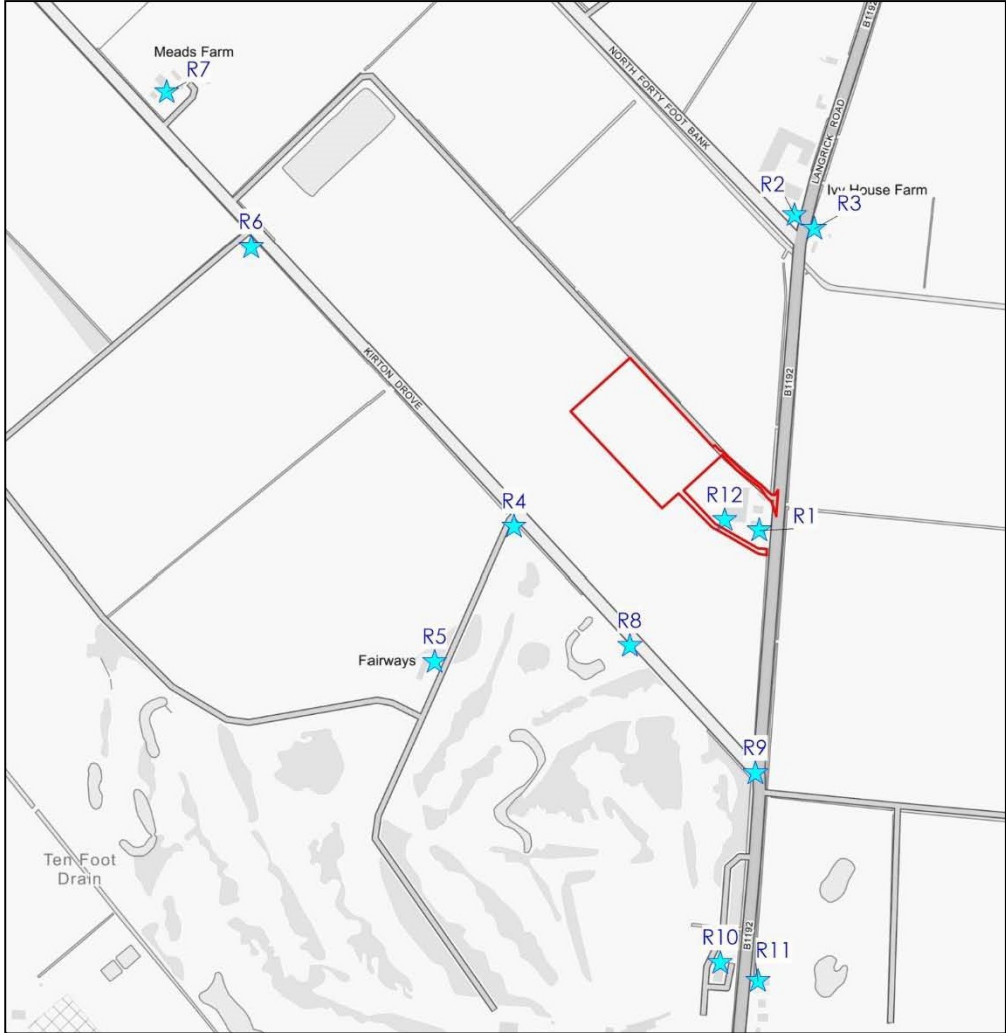 B1192
Meads Farm
R7
NORTH FORTY FOOT BANK
LANGRICK ROAD
R2
Ivy House Farm
R3
R6
KIRTON DROVE
B1192
R4
R12
R1
R5
R8
Fairways
R9
Ten Foot
Drain
R10
B1192
R11